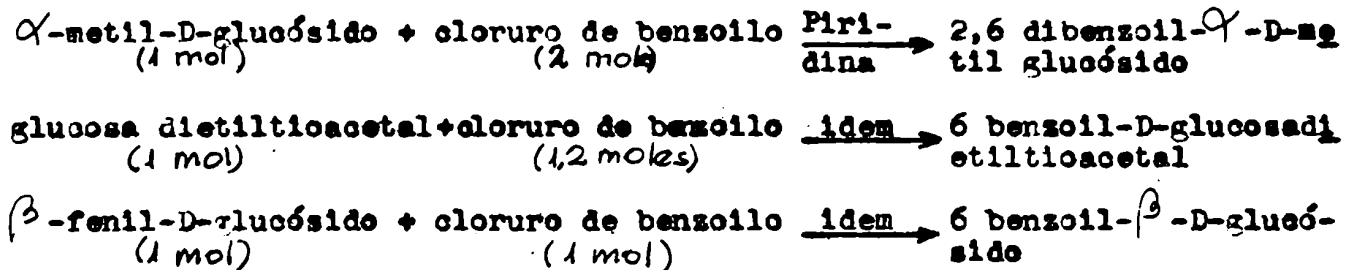 α-metil-D-glucósido + cloruro de benzoilo Piri- 2,6 dibenzoil-α-D-me
(1 mol) (2 mole) dina til glucósido
glucosa dietiltioacetal+cloruro de benzoilo idem 6 benzoil-D-glucosadi
(1 mol) (1,2 moles) etiltioacetal
β-fenil-D-glucósido + cloruro de benzoilo idem 6 benzoil-β-D-glucó-
(1 mol) (1 mol) sido